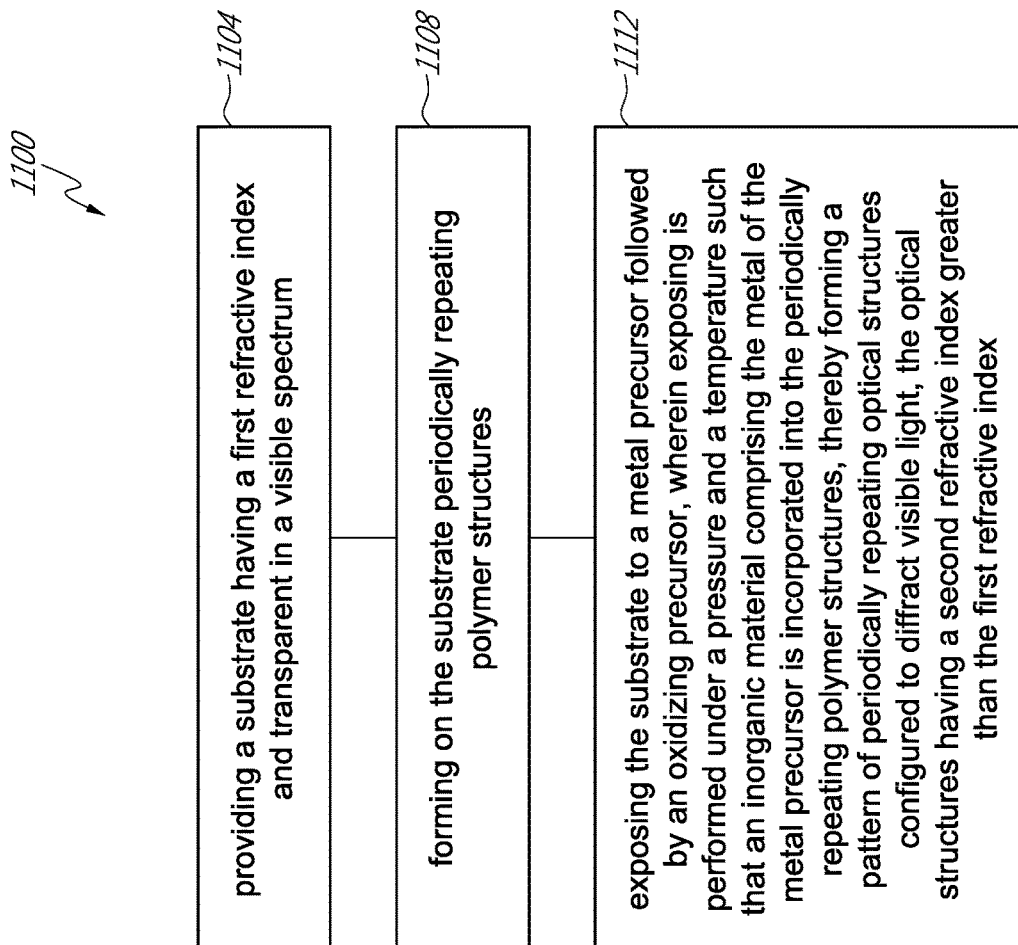 1100
1104
providing a substrate having a first refractive index
and transparent in a visible spectrum
1108
forming on the substrate periodically repeating
polymer structures
1112
exposing the substrate to a metal precursor followed
by an oxidizing precursor, wherein exposing is
performed under a pressure and a temperature such
that an inorganic material comprising the metal of the
metal precursor is incorporated into the periodically
repeating polymer structures, thereby forming a
pattern of periodically repeating optical structures
configured to diffract visible light, the optical
structures having a second refractive index greater
than the first refractive index